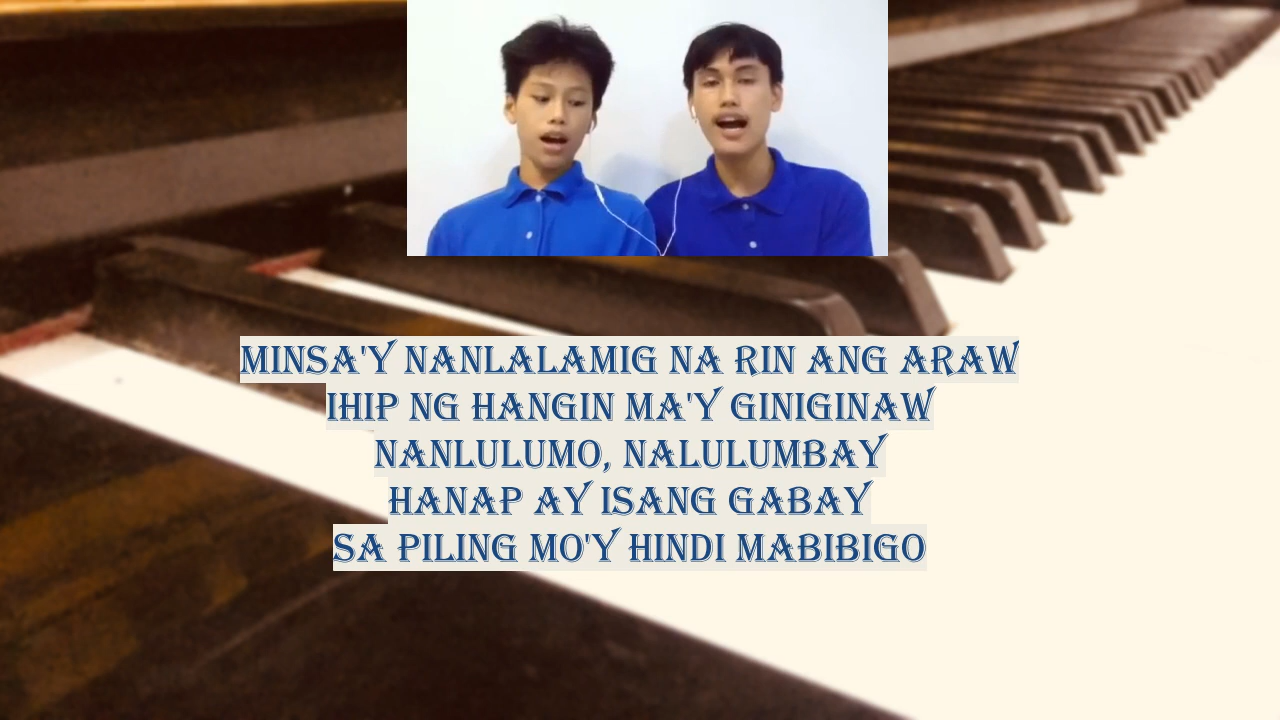 MINSA'Y NANLALAMIG NA RIN ANG ARAW
IHIP NG HANGIN MA'Y GINIGINAW
NANLULUMO, NALULUMBAY
HANAP AY ISANG GABAY
SA PILING MO'Y HINDI MABIBIGO